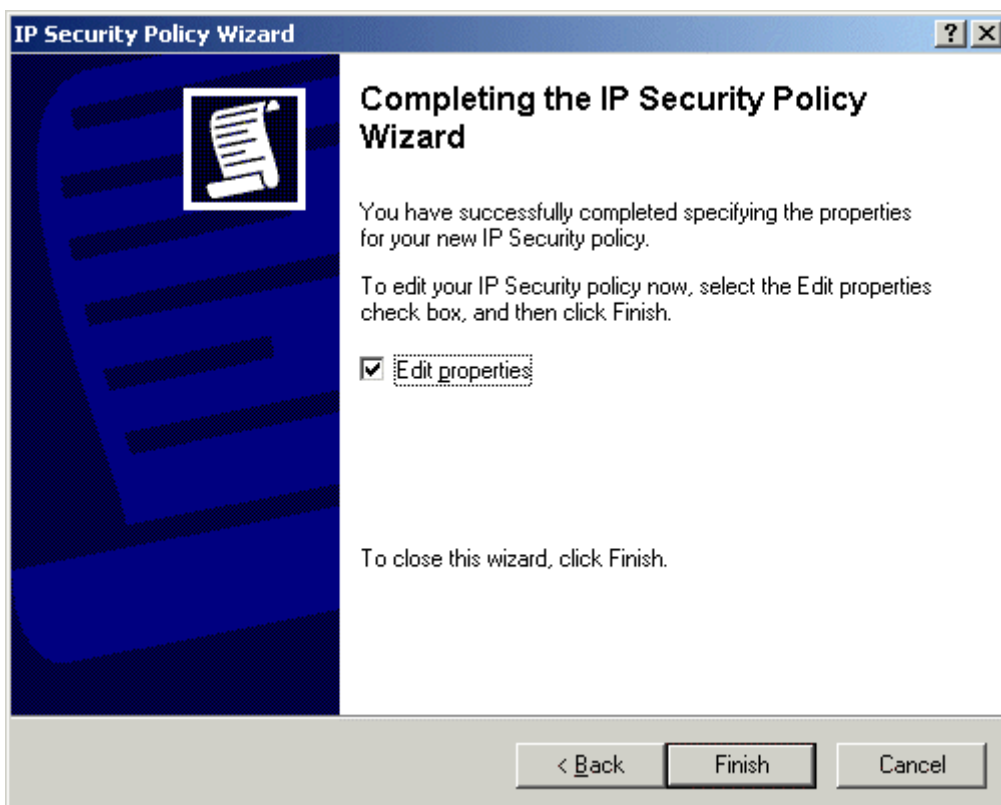 IP Security Policy Wizard
Completing the IP Security Policy
Wizard
You have successfully completed specifying the properties
for your new IP Security policy.
To edit your IP Security policy now, select the Edit properties
check box, and then click Finish.
Edit properties
To close this wizard, click Finish.
< Back Finish Cancel